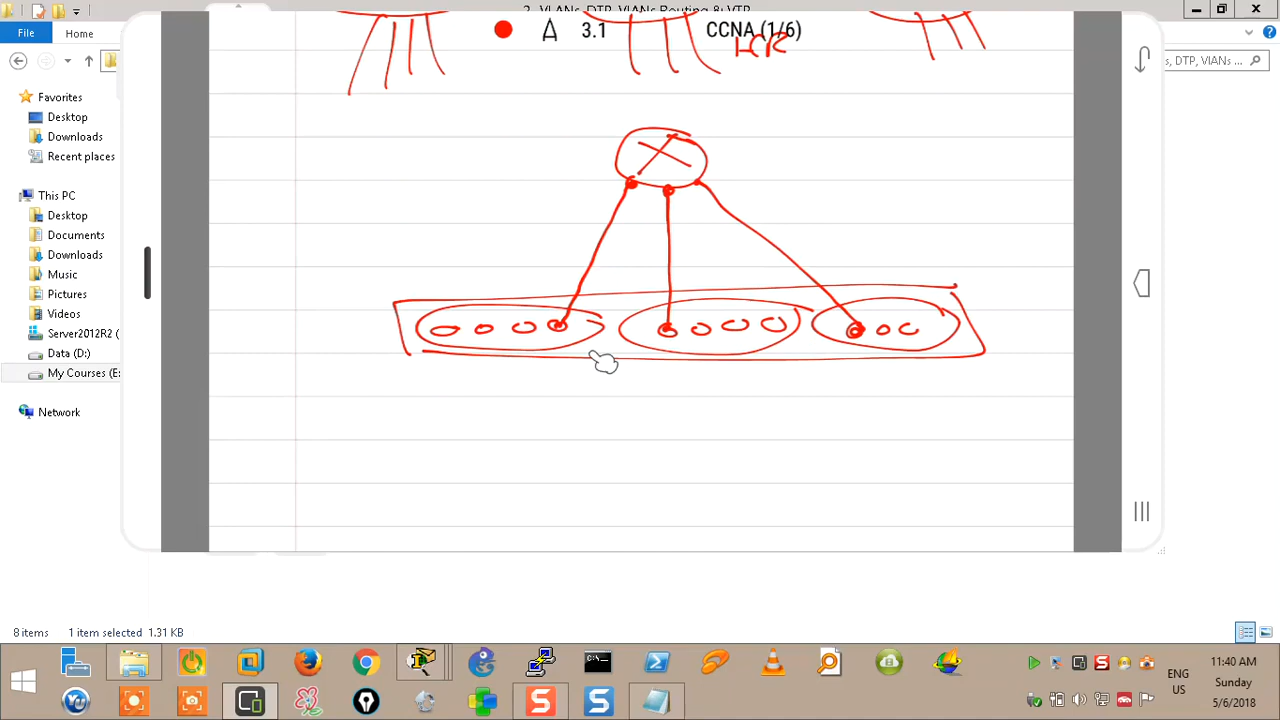 2. VLANs, DTP, VLANs Routing & VTP
File
Home
3.1
CCNA (1/6)
HR
s, DTP, VLANs ...
Favorites
Desktop
Downloads
Recent places
This PC
Desktop
Documents
Downloads
Music
Pictures
Videos
Server2012R2 (
Data (D:)
My Courses (E:
Network
8 items
1 item selected 1.31 KB
ENG
US
11:40 AM
Sunday
5/6/2018